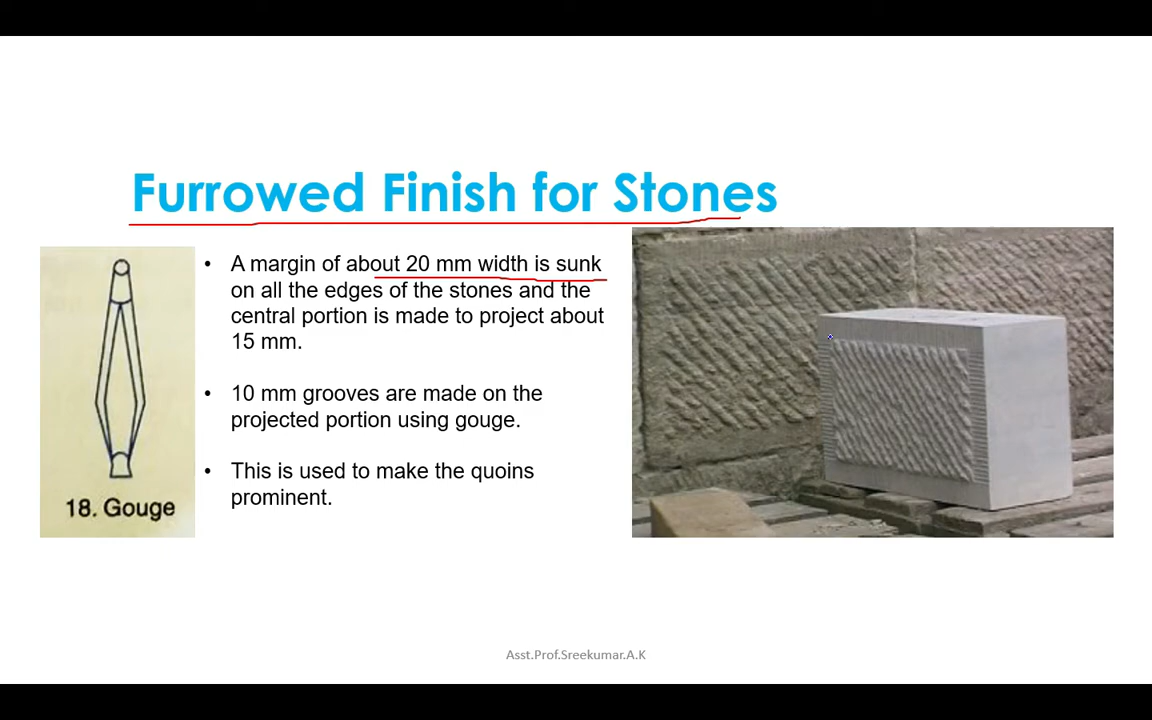 Furrowed Finish for Stones
• A margin of about 20 mm width is sunk
on all the edges of the stones and the
central portion is made to project about
15 mm.
• 10 mm grooves are made on the
projected portion using gouge.
• This is used to make the quoins
prominent.
18. Gouge
Asst.Prof.Sreekumar.A.K